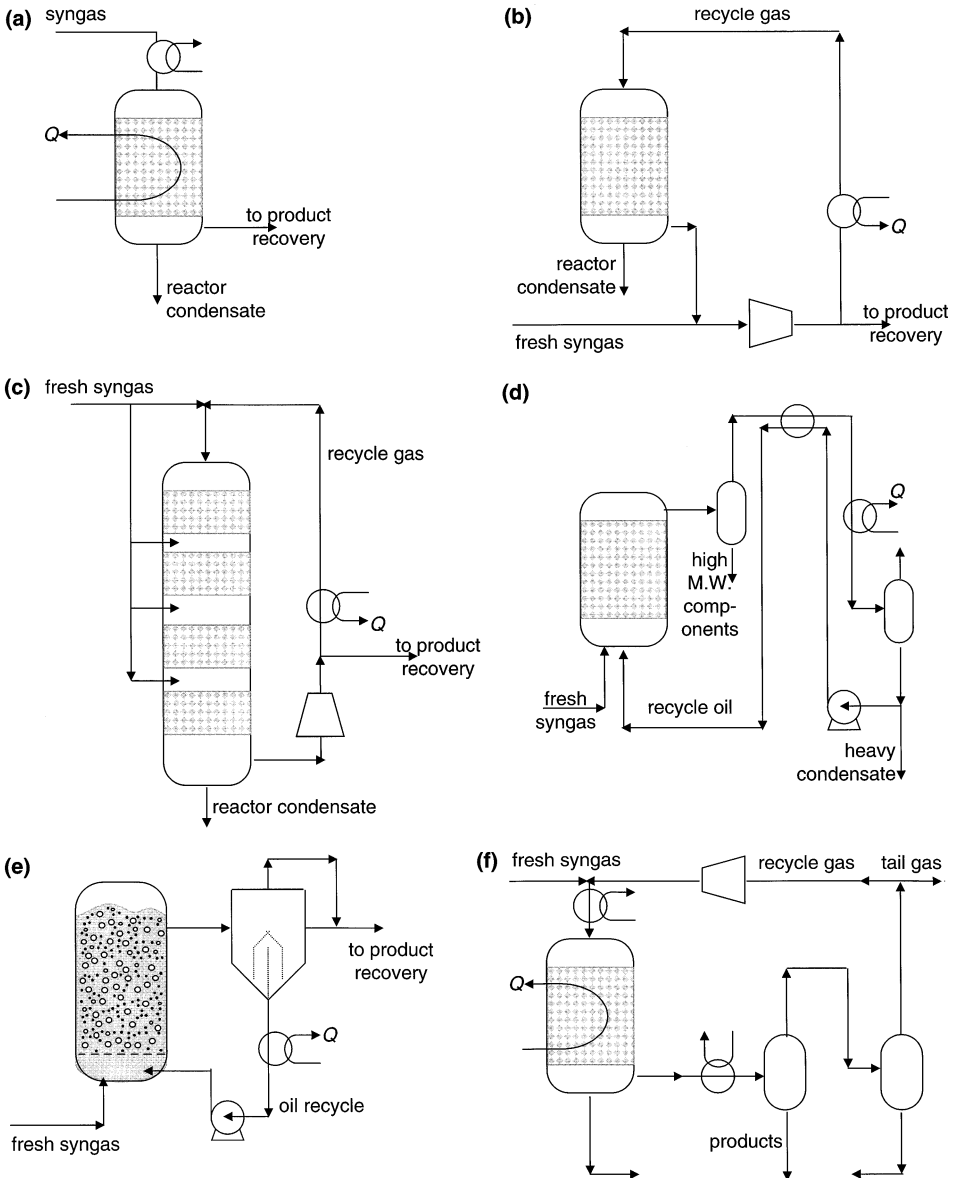 (a)
syngas
Q
to product
recovery
reactor
condensate
(b)
recycle gas
Q
reactor
condensate
to product
recovery
fresh syngas
(c)
fresh syngas
recycle gas
Q
to product
recovery
reactor condensate
(d)
Q
high
M.W.
comp-
onents
fresh
syngas
recycle oil
heavy
condensate
(e)
to product
recovery
Q
oil recycle
fresh syngas
(f)
fresh syngas
recycle gas
tail gas
Q
products